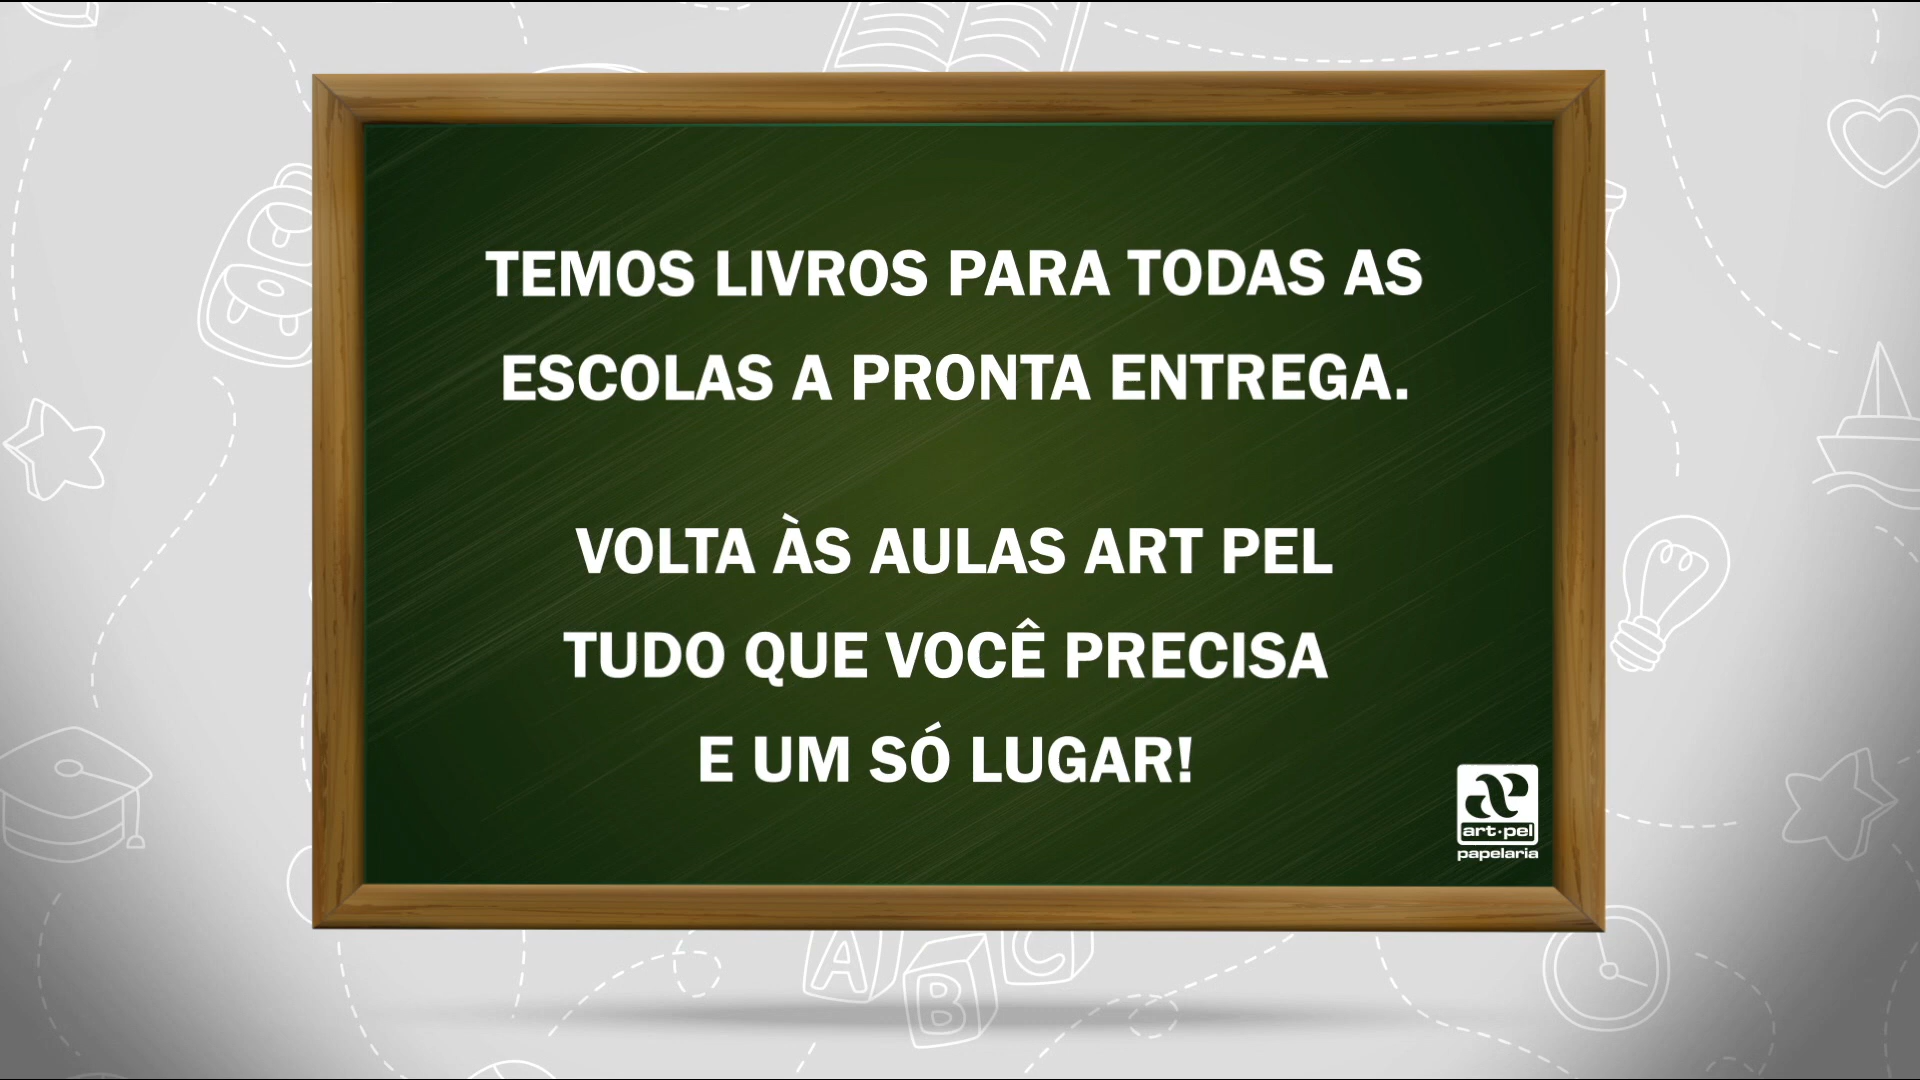 TEMOS LIVROS PARA TODAS AS
ESCOLAS A PRONTA ENTREGA.
VOLTA ÀS AULAS ART PEL
TUDO QUE VOCÊ PRECISA
E UM SÓ LUGAR!
art·pel
papelaria
A B C